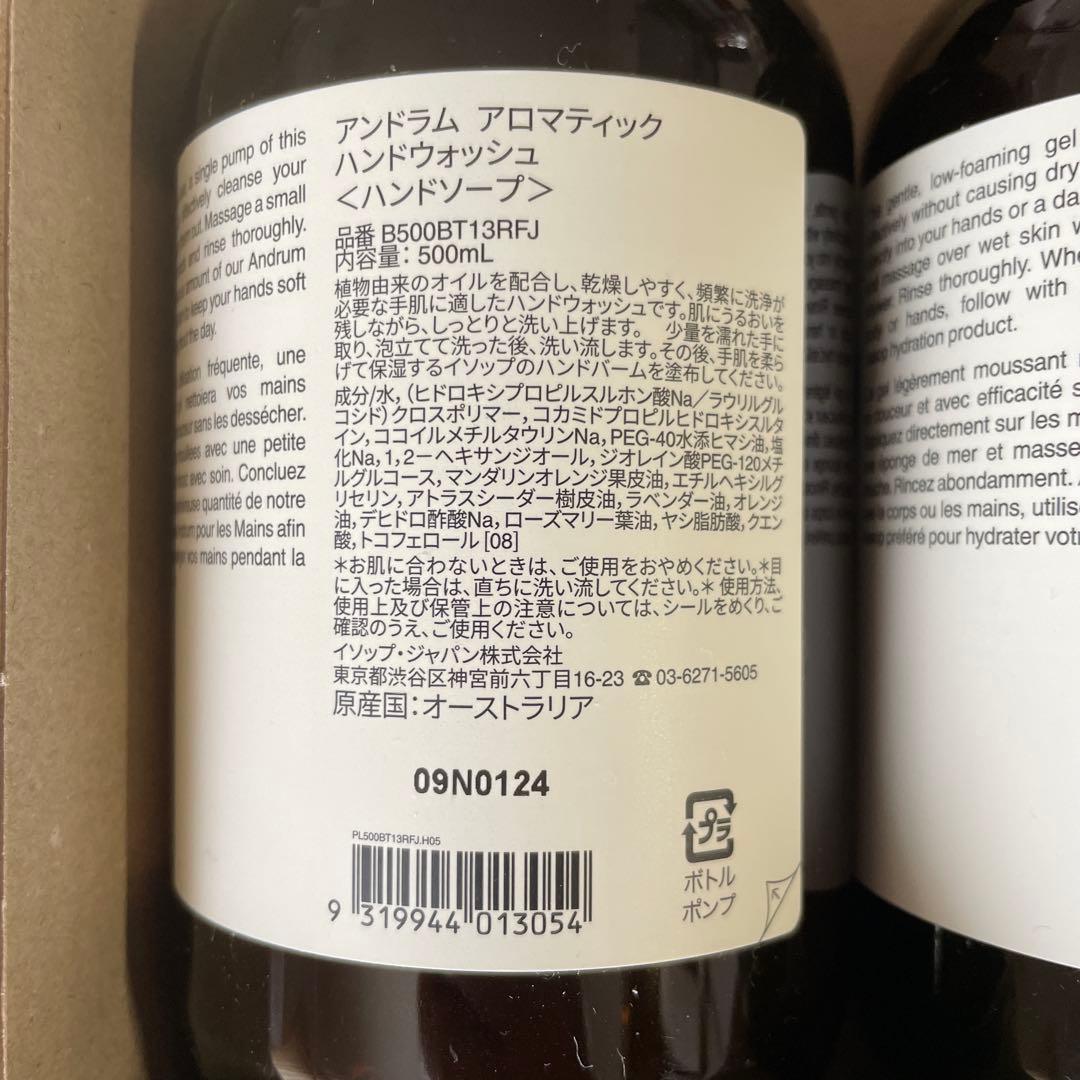 a single pump of this
cleanse your
out. Massage a small
and rinse thoroughly.
amount of our Andrum
keep your hands soft
the day.
fréquente, une
nettoiera vos mains
sans les dessécher.
avec une petite
avec soin. Concluez
quantité de notre
pour les Mains afin
vos mains pendant la
アンドラム アロマティック
ハンドウォッシュ
＜ハンドソープ＞
品番 B500BT13RFJ
内容量：500mL
植物由来のオイルを配合し、乾燥しやすく、頻繁に洗浄が
必要な手肌に適したハンドウォッシュです。肌にうるおいを
残しながら、しっとりと洗い上げます。 少量を濡れた手に
取り、泡立てて洗った後、洗い流します。その後、手肌を柔ら
げて保湿するイソップのハンドバームを塗布してください。
成分/水,（ヒドロキシプロピルスルホン酸Na／ラウリルグル
コシド）クロスポリマー,コカミドプロピルヒドロキシスルタ
イン,ココイルメチルタウリンNa,PEG-40水添ヒマシ油,塩
化Na,1,2－ヘキサンジオール,ジオレイン酸PEG-120メチ
ルグルコース,マンダリンオレンジ果皮油,エチルヘキシルグ
リセリン,アトラスシーダー樹皮油,ラベンダー油,オレンジ
油,デヒドロ酢酸Na,ローズマリー葉油,ヤシ脂肪酸,クエン
酸,トコフェロール [08]
＊お肌に合わないときは、ご使用をおやめください。＊目
に入った場合は、直ちに洗い流してください。＊ 使用方法、
使用上及び保管上の注意については、シールをめくり、ご
確認のうえ、ご使用ください。
イソップ・ジャパン株式会社
東京都渋谷区神宮前六丁目16-23 ☎03-6271-5605
原産国：オーストラリア
09N0124
PL500BT13RFJ.H05
9 319944 013054
プラ
ボトル
ポンプ
gentle, low-foaming gel
without causing dry
into your hands or a da
massage over wet skin w
Rinse thoroughly. Whe
or hands, follow with
hydration product.
gel légèrement moussant
douceur et avec efficacité s
directement sur les m
éponge de mer et masse
Rincez abondamment.
corps ou les mains, utilis
préféré pour hydrater votr